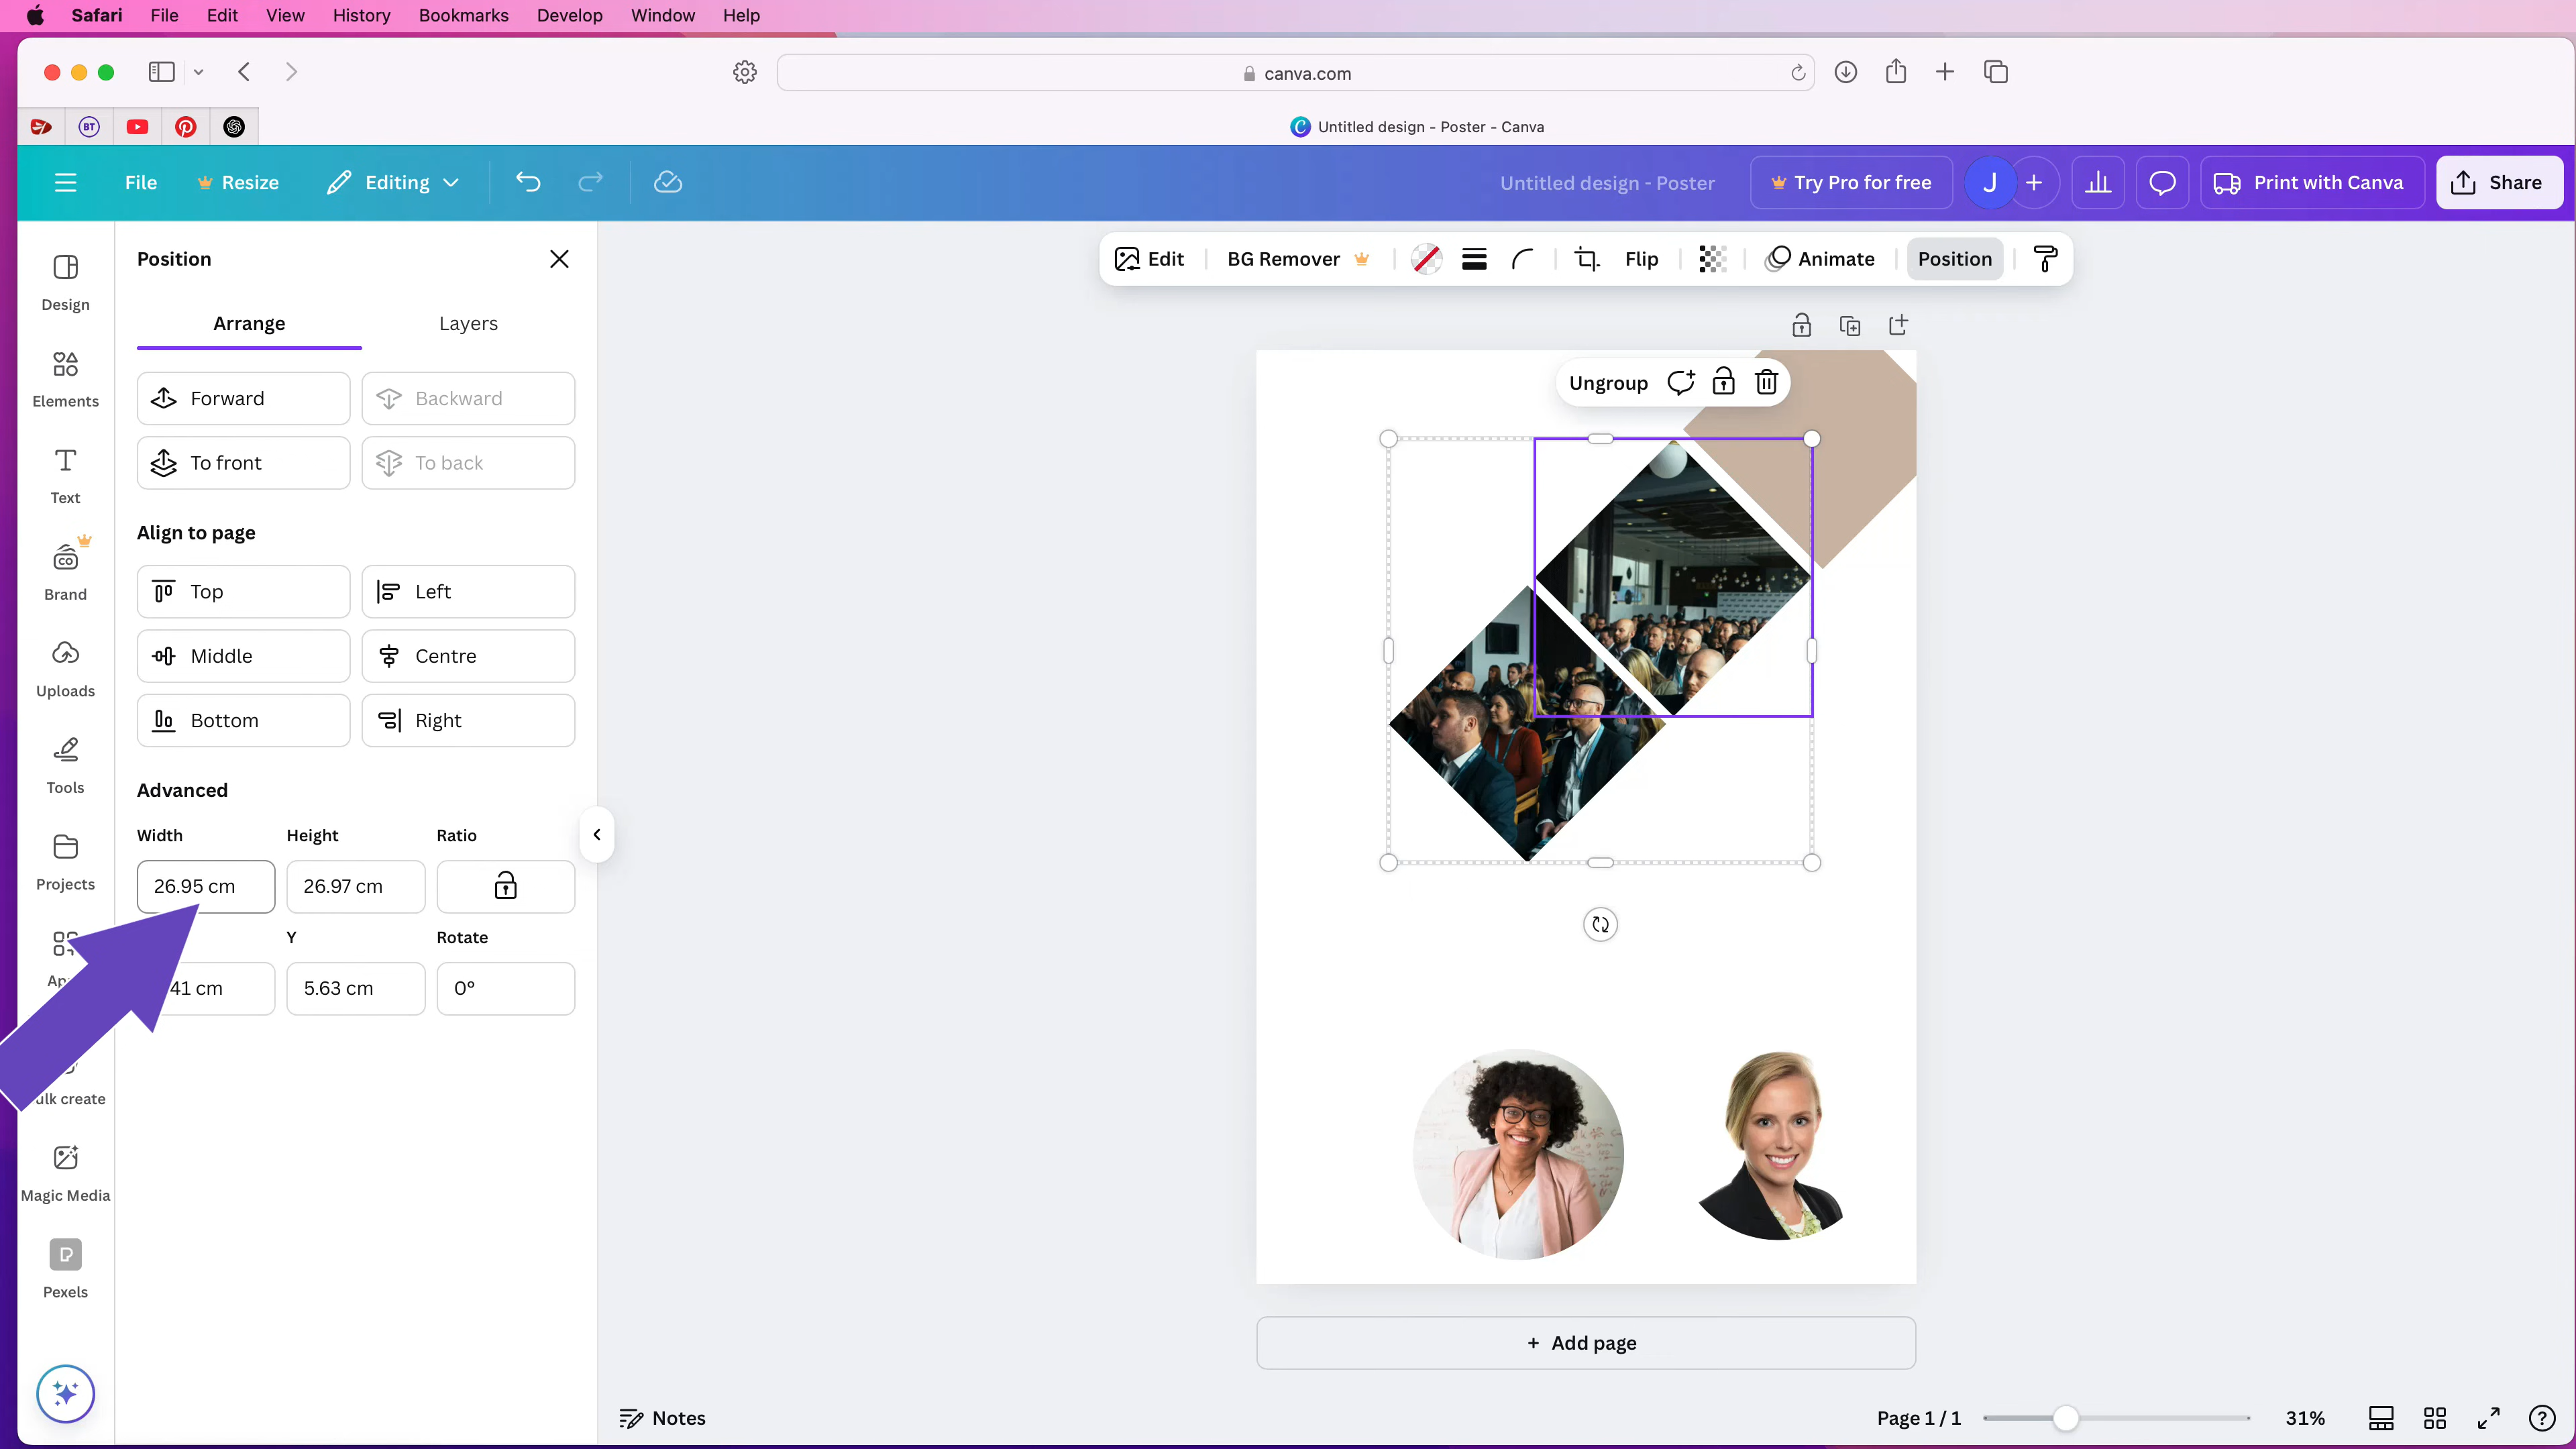 Safari File Edit View History Bookmarks Develop Window Help
canva.com
BT
Untitled design - Poster - Canva
File Resize Editing Untitled design - Poster Try Pro for free J + Print with Canva Share
Design
Elements
Text
Brand
Uploads
Tools
Projects
Magic Media
Pexels
Position
Arrange Layers
Forward Backward
To front To back
Align to page
Top Left
Middle Centre
Bottom Right
Advanced
Width Height Ratio
26.95 cm 26.97 cm
Y Rotate
41 cm 5.63 cm 0°
ulk create
Edit BG Remover Flip Animate Position
Ungroup
+ Add page
Notes
Page 1 / 1 31%